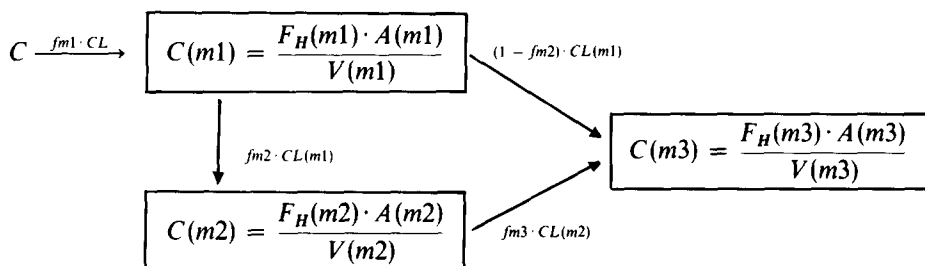 C fm1 · CL C(m1) = F_H(m1) · A(m1) / V(m1) (1 − fm2) · CL(m1)
fm2 · CL(m1)
C(m3) = F_H(m3) · A(m3) / V(m3)
C(m2) = F_H(m2) · A(m2) / V(m2) fm3 · CL(m2)